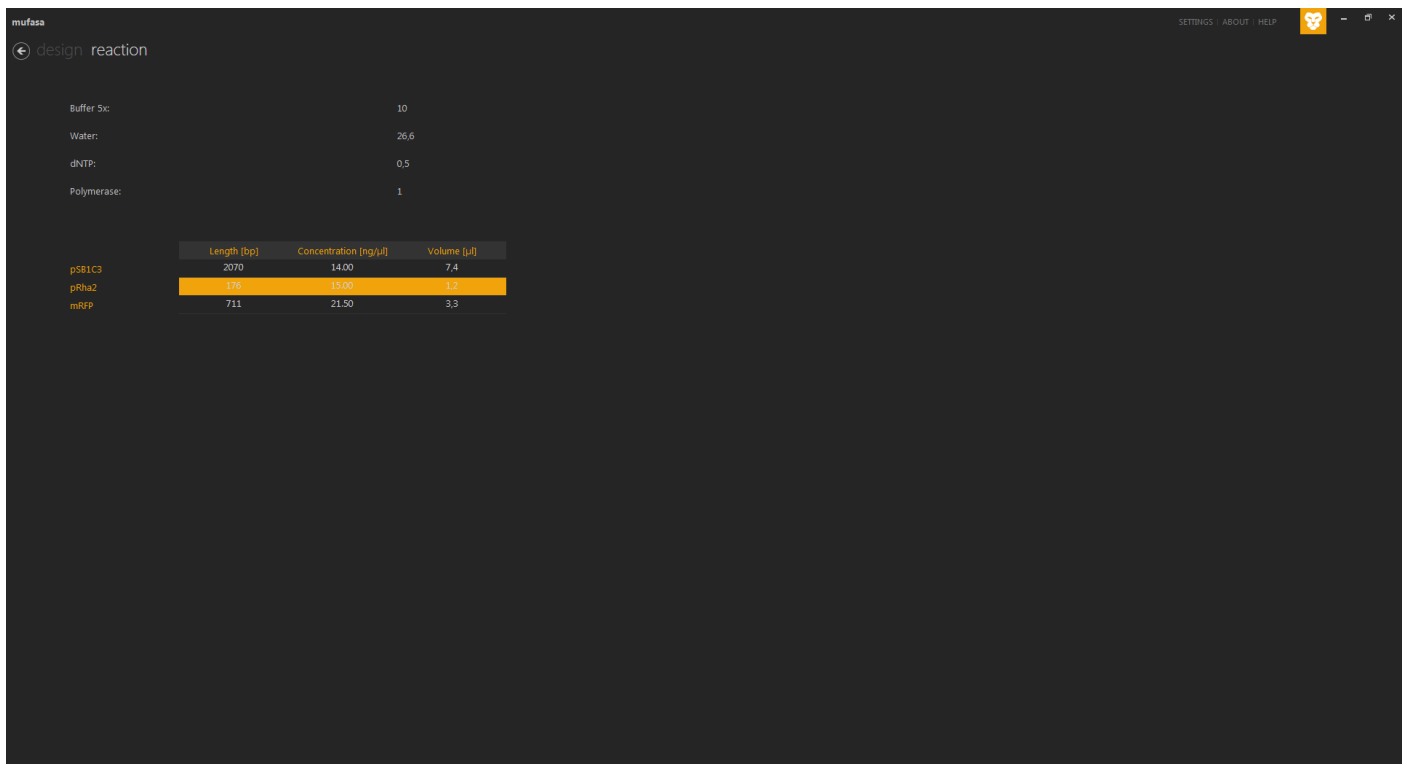 mufasa SETTINGS | ABOUT | HELP
design reaction
Buffer 5x: 10
Water: 26,6
dNTP: 0,5
Polymerase: 1
Length [bp] Concentration [ng/µl] Volume [µl]
pSB1C3 2070 14.00 7,4
pRha2 176 15.00 1,2
mRFP 711 21.50 3,3